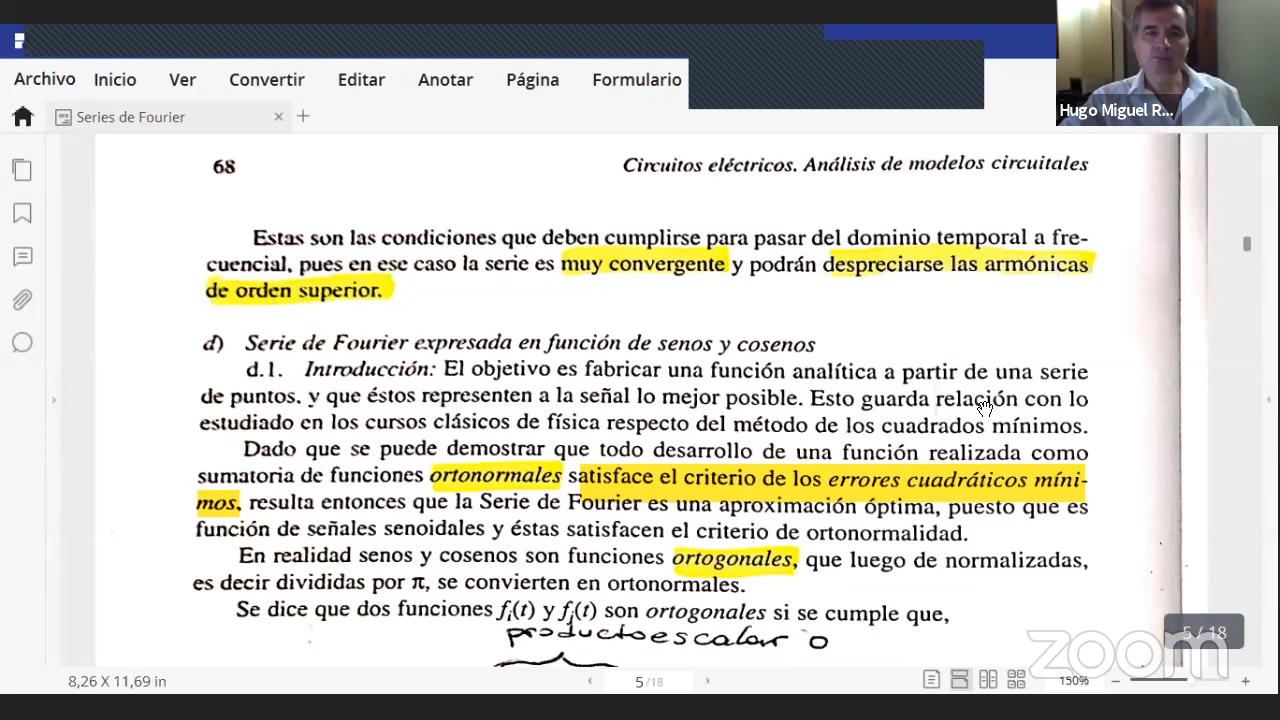 Archivo Inicio Ver Convertir Editar Anotar Página Formulario
Hugo Miguel R...
Series de Fourier
68
Circuitos eléctricos. Análisis de modelos circuitales
Estas son las condiciones que deben cumplirse para pasar del dominio temporal a fre-
cuencial, pues en ese caso la serie es muy convergente y podrán despreciarse las armónicas
de orden superior.
d) Serie de Fourier expresada en función de senos y cosenos
d.1. Introducción: El objetivo es fabricar una función analítica a partir de una serie
de puntos, y que éstos representen a la señal lo mejor posible. Esto guarda relación con lo
estudiado en los cursos clásicos de física respecto del método de los cuadrados mínimos.
Dado que se puede demostrar que todo desarrollo de una función realizada como
sumatoria de funciones ortonormales satisface el criterio de los errores cuadráticos míni-
mos, resulta entonces que la Serie de Fourier es una aproximación óptima, puesto que es
función de señales senoidales y éstas satisfacen el criterio de ortonormalidad.
En realidad senos y cosenos son funciones ortogonales, que luego de normalizadas,
es decir divididas por π, se convierten en ortonormales.
Se dice que dos funciones fi(t) y fj(t) son ortogonales si se cumple que,
producto escalar o
5 / 18
zoom
8,26 x 11,69 in
5 /18
150%